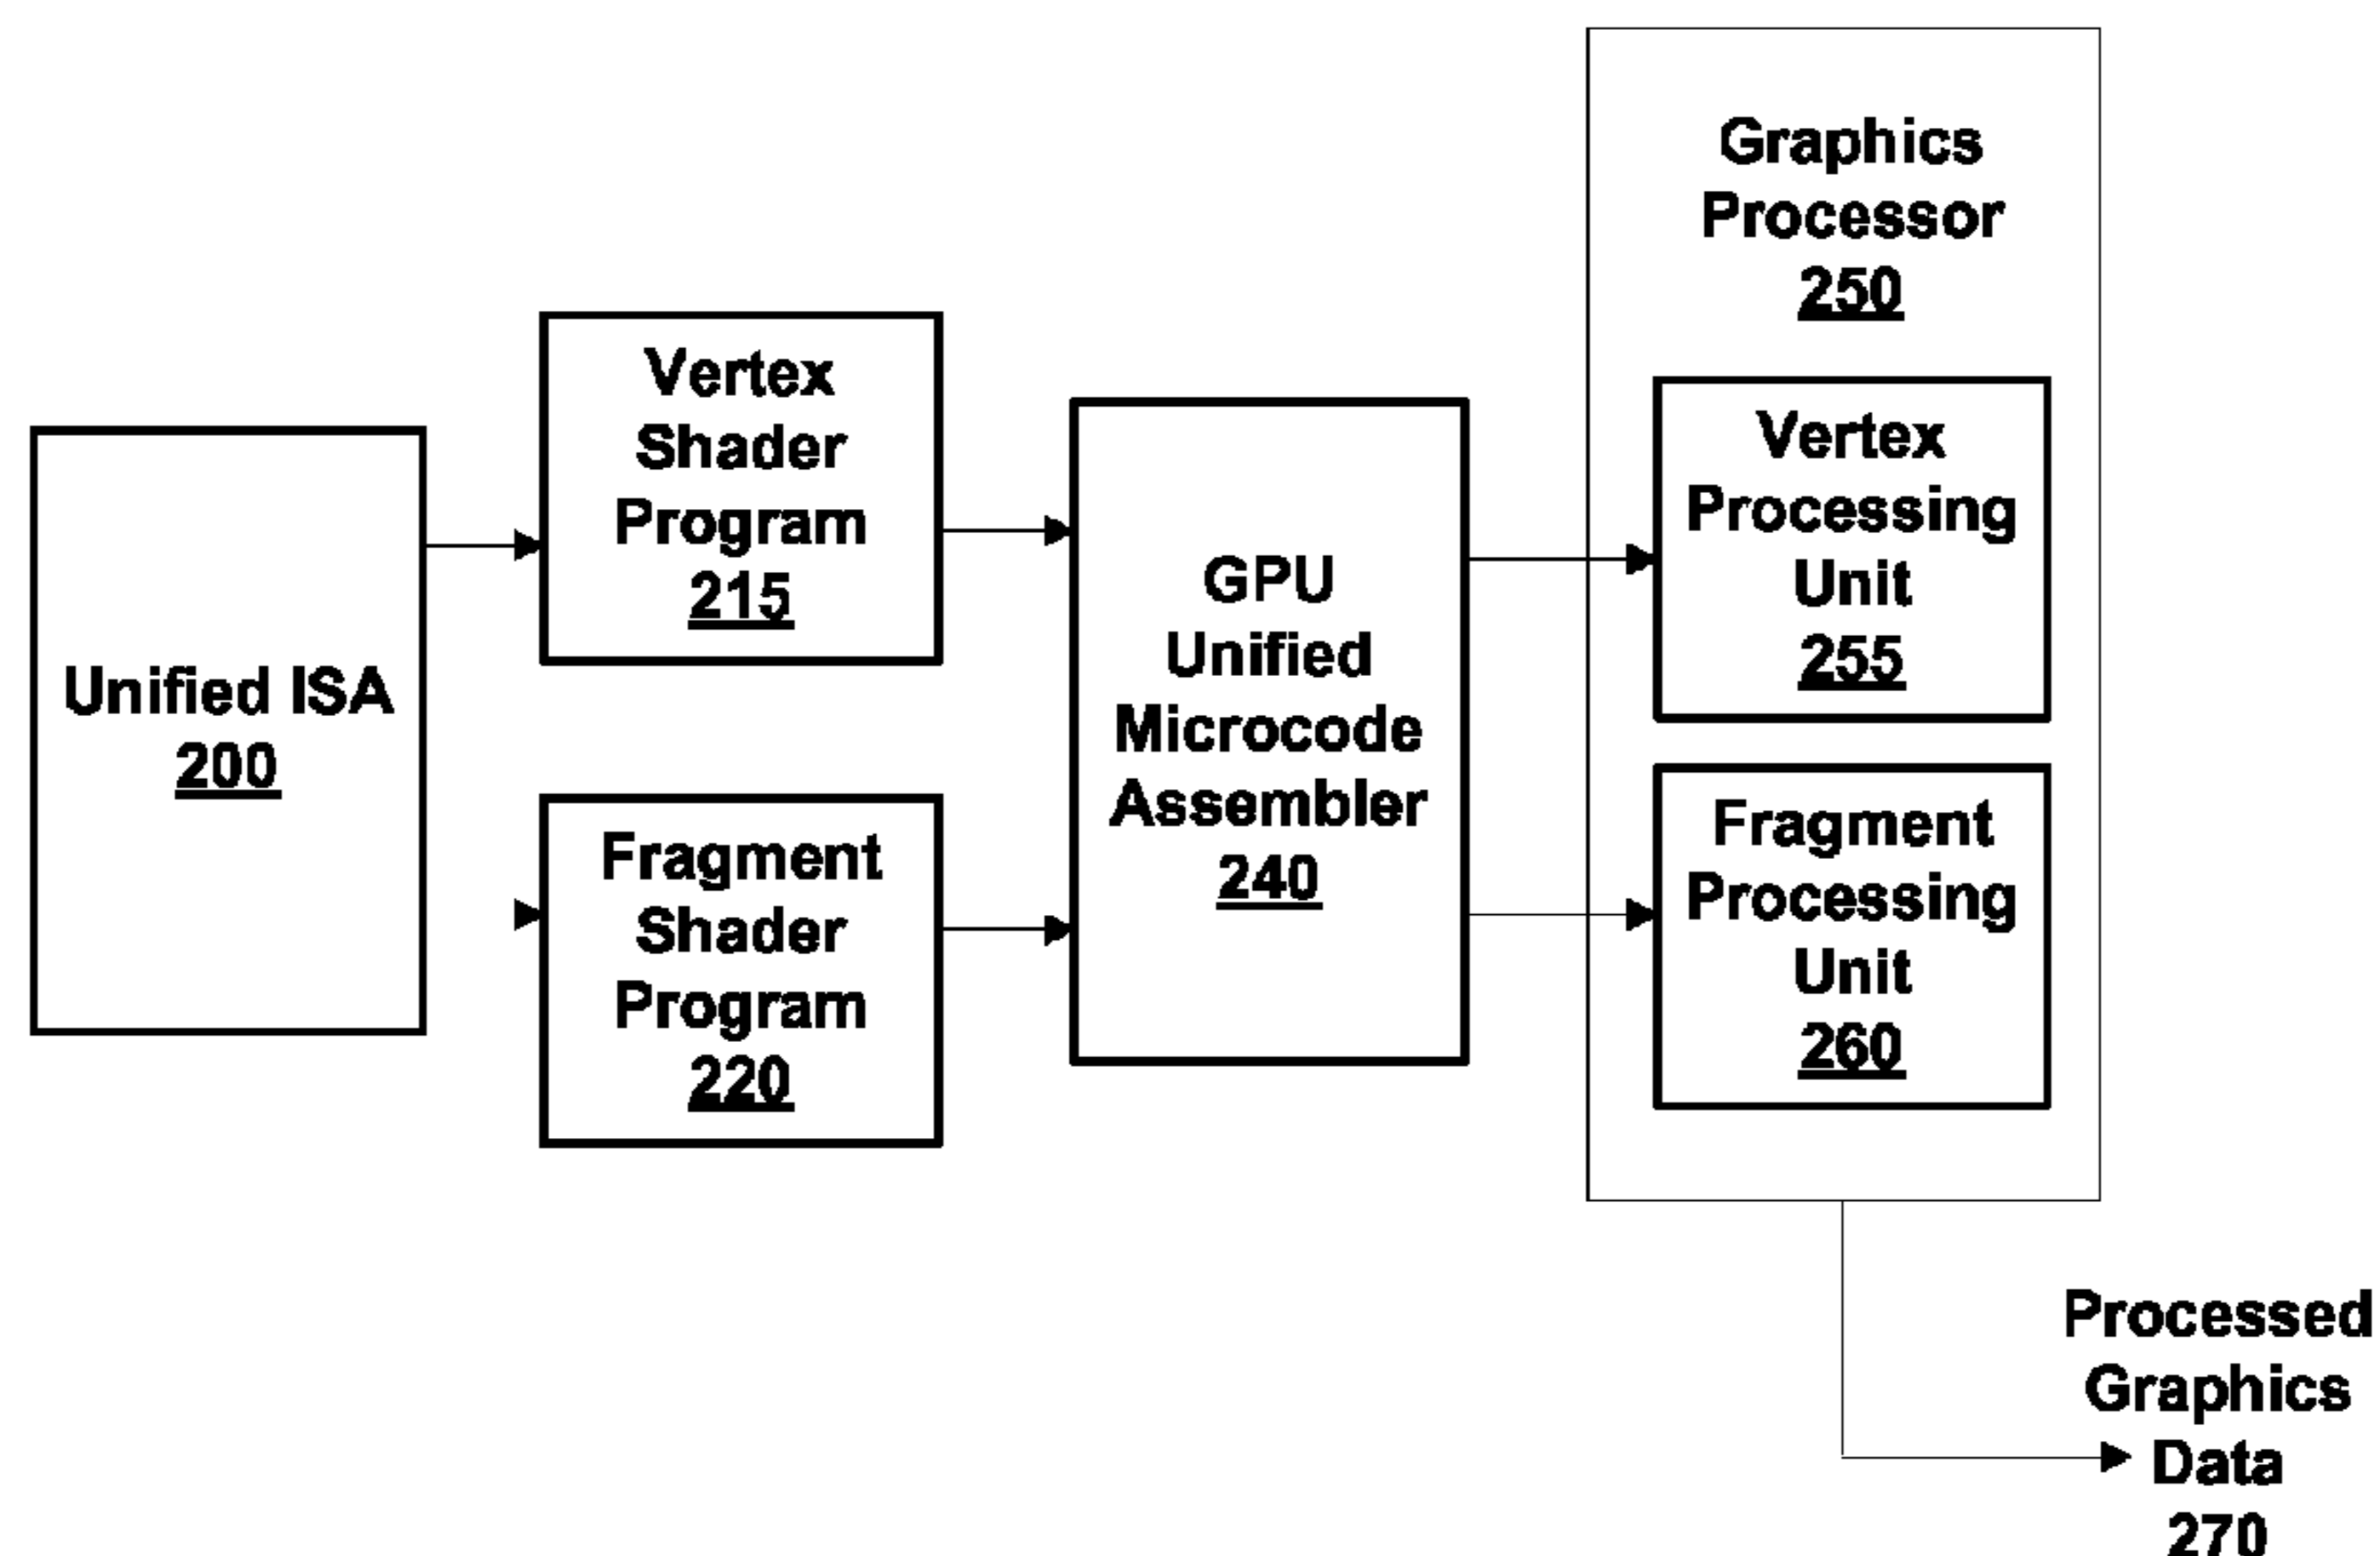 Unified ISA
200
Vertex
Shader
Program
215
Fragment
Shader
Program
220
GPU
Unified
Microcode
Assembler
240
Graphics
Processor
250
Vertex
Processing
Unit
255
Fragment
Processing
Unit
260
Processed
Graphics
Data
270